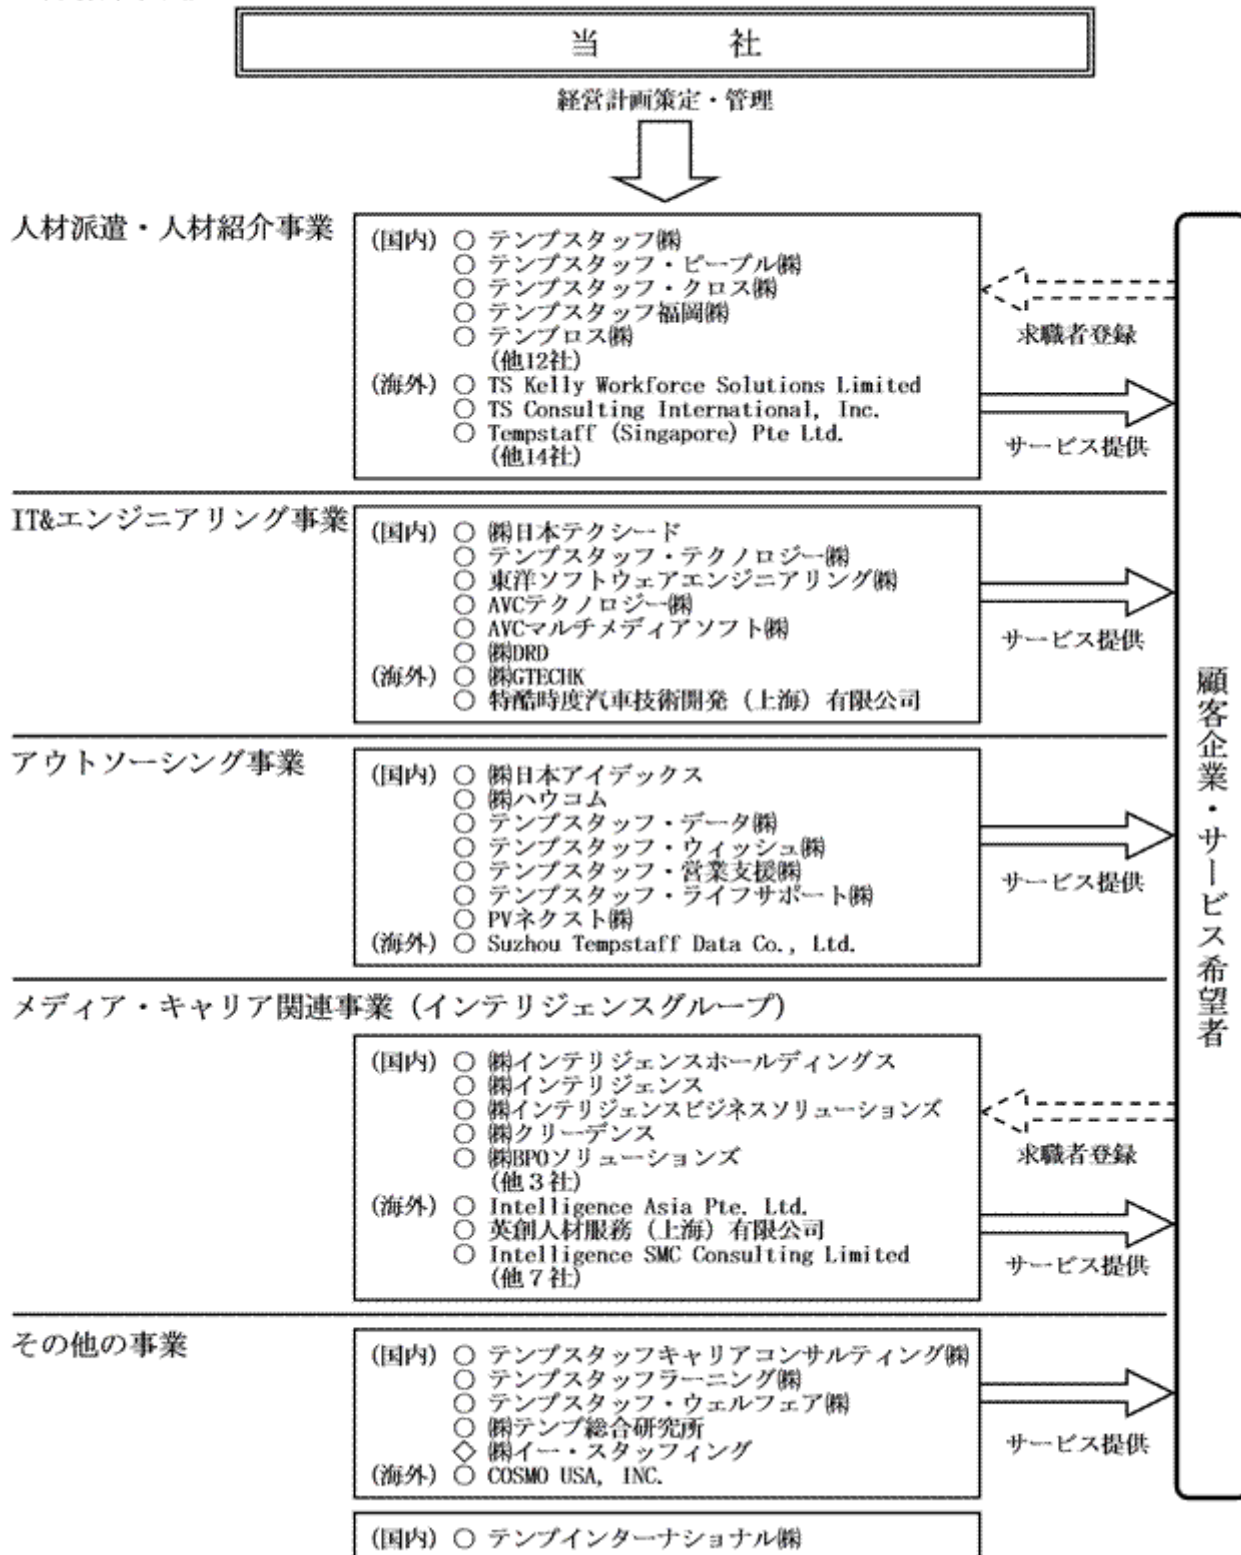 当 社
経営計画策定・管理
人材派遣・人材紹介事業
(国内) ○ テンプスタッフ㈱
○ テンプスタッフ・ピープル㈱
○ テンプスタッフ・クロス㈱
○ テンプスタッフ福岡㈱
○ テンプロス㈱
(他12社)
(海外) ○ TS Kelly Workforce Solutions Limited
○ TS Consulting International, Inc.
○ Tempstaff (Singapore) Pte Ltd.
(他14社)
求職者登録
サービス提供
IT&エンジニアリング事業
(国内) ○ ㈱日本テクシード
○ テンプスタッフ・テクノロジー㈱
○ 東洋ソフトウェアエンジニアリング㈱
○ AVCテクノロジー㈱
○ AVCマルチメディアソフト㈱
○ ㈱DRD
(海外) ○ ㈱GTECHK
○ 特酷時度汽車技術開発（上海）有限公司
サービス提供
アウトソーシング事業
(国内) ○ ㈱日本アイデックス
○ ㈱ハウコム
○ テンプスタッフ・データ㈱
○ テンプスタッフ・ウィッシュ㈱
○ テンプスタッフ・営業支援㈱
○ テンプスタッフ・ライフサポート㈱
○ PVネクスト㈱
(海外) ○ Suzhou Tempstaff Data Co., Ltd.
サービス提供
メディア・キャリア関連事業（インテリジェンスグループ）
(国内) ○ ㈱インテリジェンスホールディングス
○ ㈱インテリジェンス
○ ㈱インテリジェンスビジネスソリューションズ
○ ㈱クリーデンス
○ ㈱BPOソリューションズ
(他３社)
(海外) ○ Intelligence Asia Pte. Ltd.
○ 英創人材服務（上海）有限公司
○ Intelligence SMC Consulting Limited
(他７社)
求職者登録
サービス提供
その他の事業
(国内) ○ テンプスタッフキャリアコンサルティング㈱
○ テンプスタッフラーニング㈱
○ テンプスタッフ・ウェルフェア㈱
○ ㈱テンプ総合研究所
◇ ㈱イー・スタッフィング
(海外) ○ COSMO USA, INC.
サービス提供
(国内) ○ テンプインターナショナル㈱
顧客企業・サービス希望者